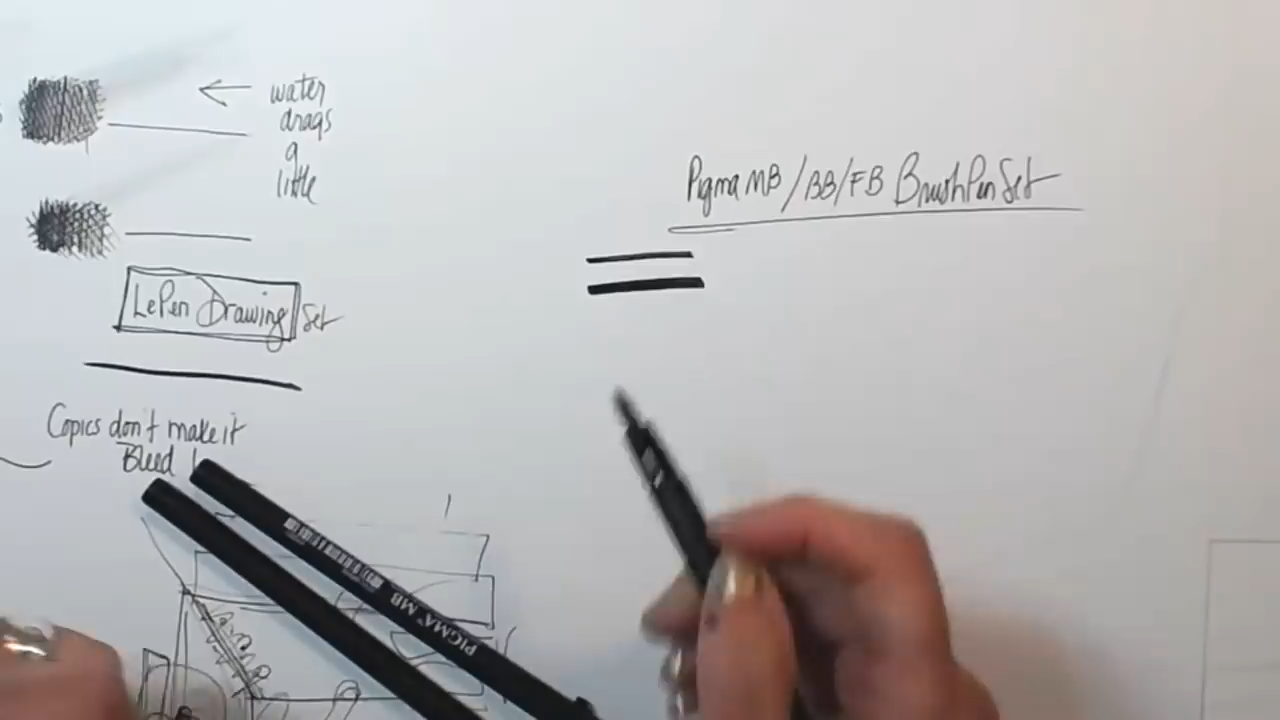 water
drags
a
little
Pigma MB/BB/FB Brush Pen Set
LePen Drawing Set
Copics don't make it
Bleed !
PIGMA™ MB